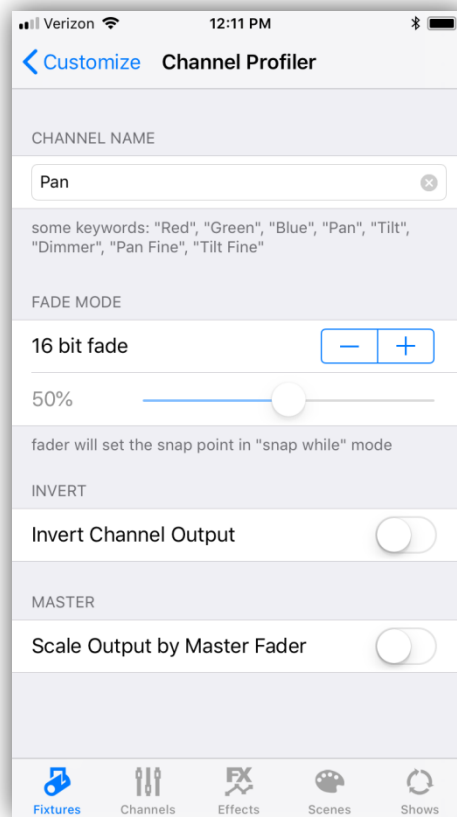 Verizon 12:11 PM
Customize Channel Profiler
CHANNEL NAME
Pan
some keywords: "Red", "Green", "Blue", "Pan", "Tilt",
"Dimmer", "Pan Fine", "Tilt Fine"
FADE MODE
16 bit fade
50%
fader will set the snap point in "snap while" mode
INVERT
Invert Channel Output
MASTER
Scale Output by Master Fader
FX
Fixtures Channels Effects Scenes Shows